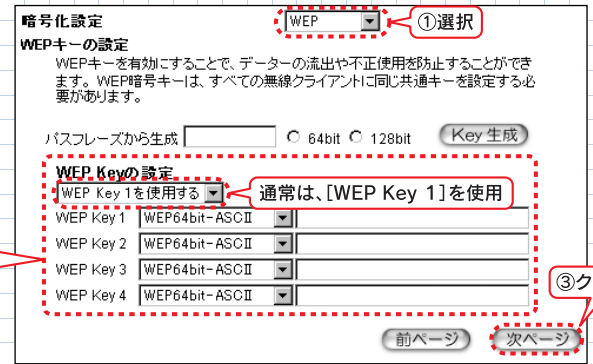 暗号化設定 WEP ①選択
WEPキーの設定
WEPキーを有効にすることで、データーの流出や不正使用を防止することができ
ます。WEP暗号キーは、すべての無線クライアントに同じ共通キーを設定する必
要があります。
パスフレーズから生成 64bit 128bit Key 生成
WEP Keyの設定
WEP Key 1を使用する 通常は、[WEP Key 1]を使用
WEP Key 1 WEP64bit-ASCII
WEP Key 2 WEP64bit-ASCII
WEP Key 3 WEP64bit-ASCII
WEP Key 4 WEP64bit-ASCII
③ク
前ページ 次ページ